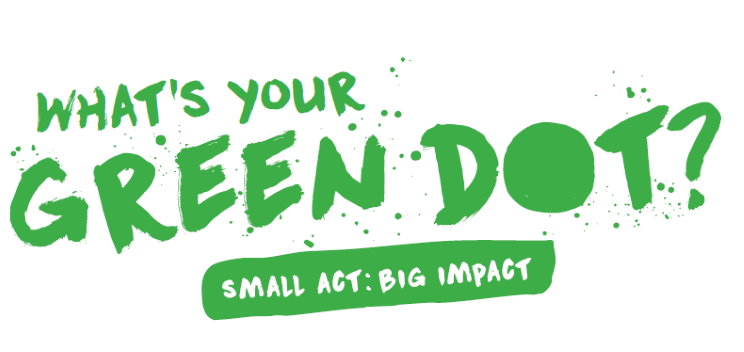 WHAT'S YOUR
GREEN DOT?
SMALL ACT: BIG IMPACT